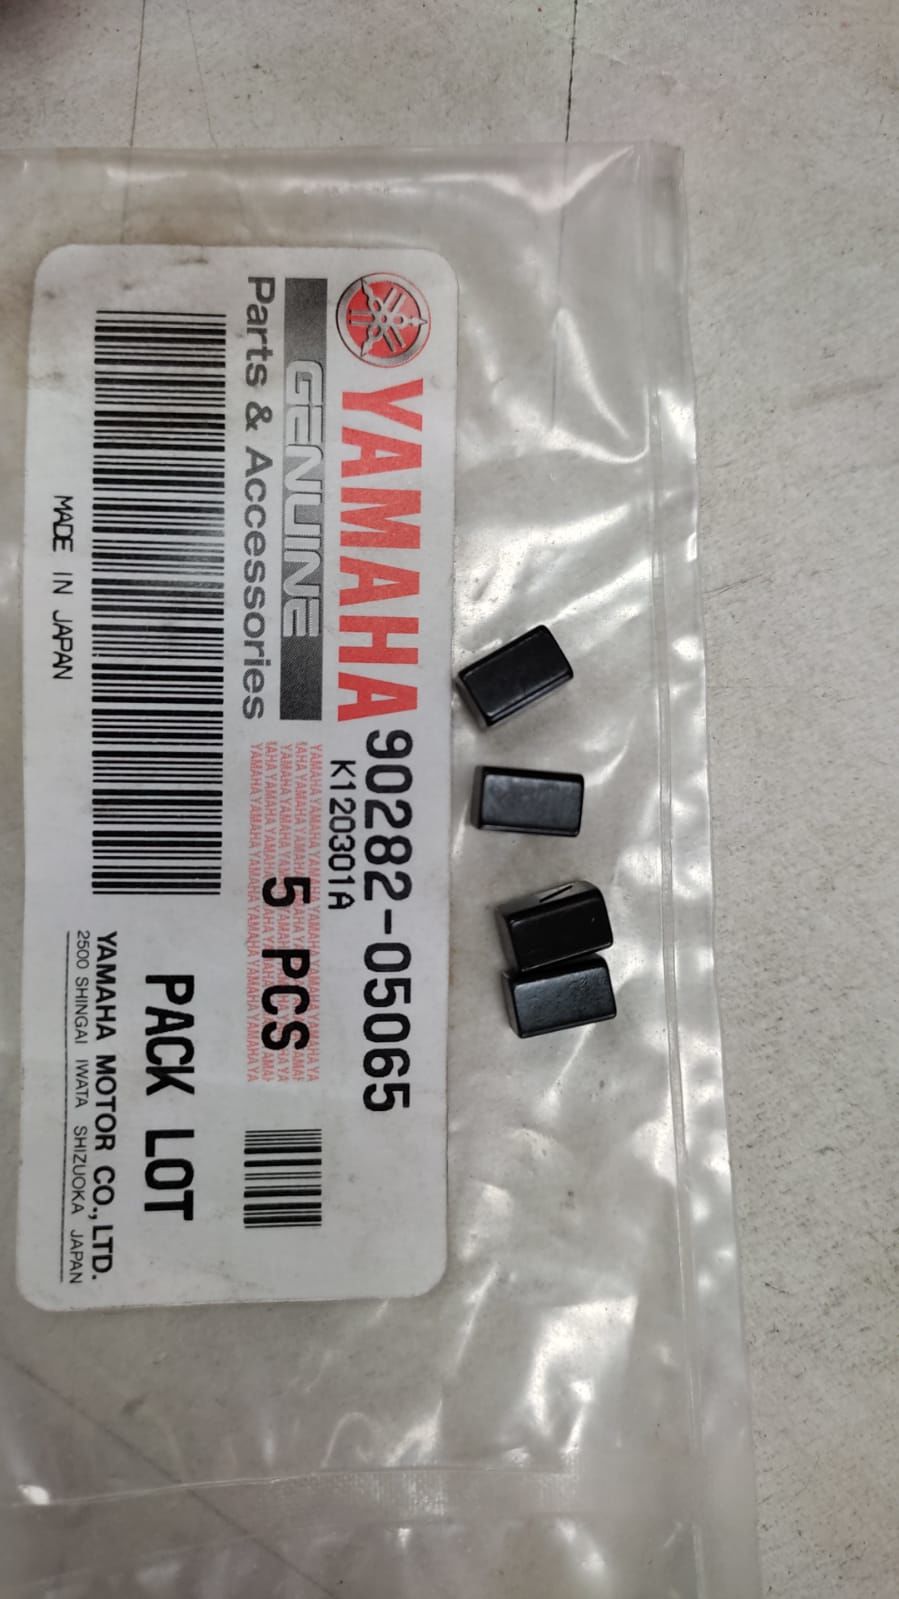 YAMAHA
GENUINE
Parts & Accessories
MADE IN JAPAN
90282-05065
K120301A
5 PCS
PACK LOT
YAMAHA MOTOR CO., LTD.
2500 SHINGAI IWATA SHIZUOKA JAPAN